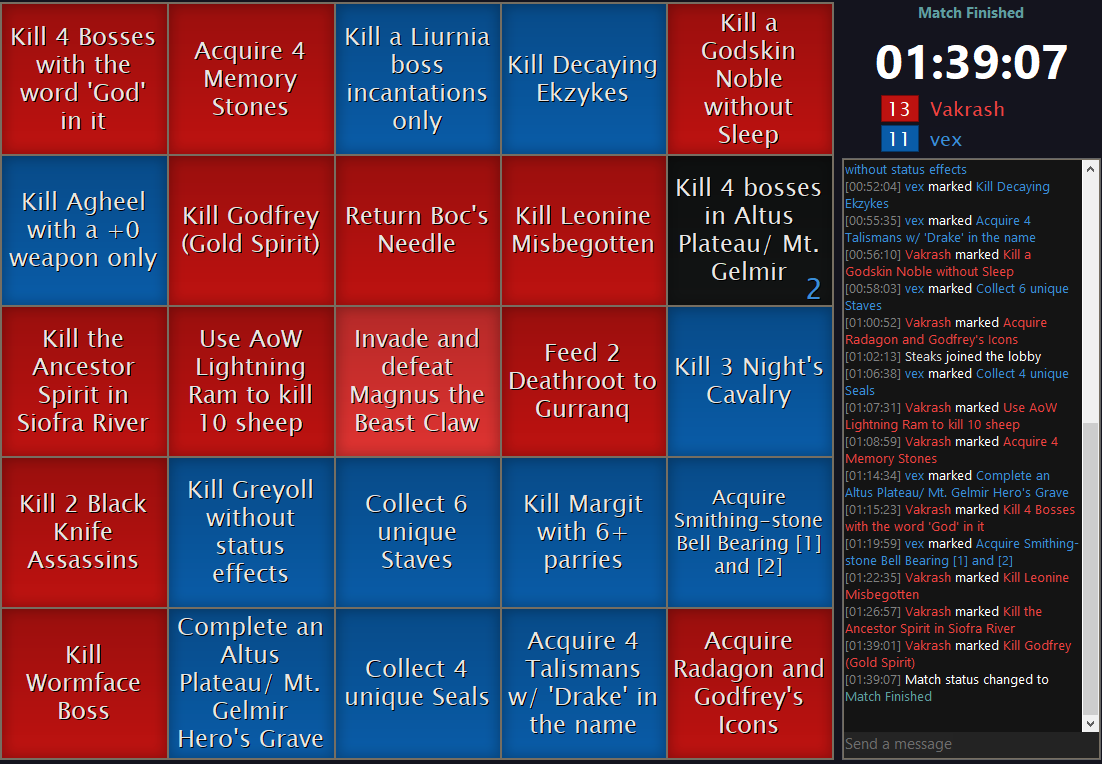 Kill 4 Bosses
with the
word 'God'
in it
Acquire 4
Memory
Stones
Kill a Liurnia
boss
incantations
only
Kill Decaying
Ekzykes
Kill a
Godskin
Noble
without
Sleep
Kill Agheel
with a +0
weapon only
Kill Godfrey
(Gold Spirit)
Return Boc's
Needle
Kill Leonine
Misbegotten
Kill 4 bosses
in Altus
Plateau/ Mt.
Gelmir
2
Kill the
Ancestor
Spirit in
Siofra River
Use AoW
Lightning
Ram to kill
10 sheep
Invade and
defeat
Magnus the
Beast Claw
Feed 2
Deathroot to
Gurranq
Kill 3 Night's
Cavalry
Kill 2 Black
Knife
Assassins
Kill Greyoll
without
status
effects
Collect 6
unique
Staves
Kill Margit
with 6+
parries
Acquire
Smithing-stone
Bell Bearing [1]
and [2]
Kill
Wormface
Boss
Complete an
Altus
Plateau/ Mt.
Gelmir
Hero's Grave
Collect 4
unique Seals
Acquire 4
Talismans
w/ 'Drake' in
the name
Acquire
Radagon and
Godfrey's
Icons
Match Finished
01:39:07
13 Vakrash
11 vex
without status effects
[00:52:04] vex marked Kill Decaying
Ekzykes
[00:55:35] vex marked Acquire 4
Talismans w/ 'Drake' in the name
[00:56:10] Vakrash marked Kill a
Godskin Noble without Sleep
[00:58:03] vex marked Collect 6 unique
Staves
[01:00:52] Vakrash marked Acquire
Radagon and Godfrey's Icons
[01:02:13] Steaks joined the lobby
[01:06:38] vex marked Collect 4 unique
Seals
[01:07:31] Vakrash marked Use AoW
Lightning Ram to kill 10 sheep
[01:08:59] Vakrash marked Acquire 4
Memory Stones
[01:14:34] vex marked Complete an
Altus Plateau/ Mt. Gelmir Hero's Grave
[01:15:23] Vakrash marked Kill 4 Bosses
with the word 'God' in it
[01:19:59] vex marked Acquire Smithing-
stone Bell Bearing [1] and [2]
[01:22:35] Vakrash marked Kill Leonine
Misbegotten
[01:26:57] Vakrash marked Kill the
Ancestor Spirit in Siofra River
[01:39:01] Vakrash marked Kill Godfrey
(Gold Spirit)
[01:39:07] Match status changed to
Match Finished
Send a message